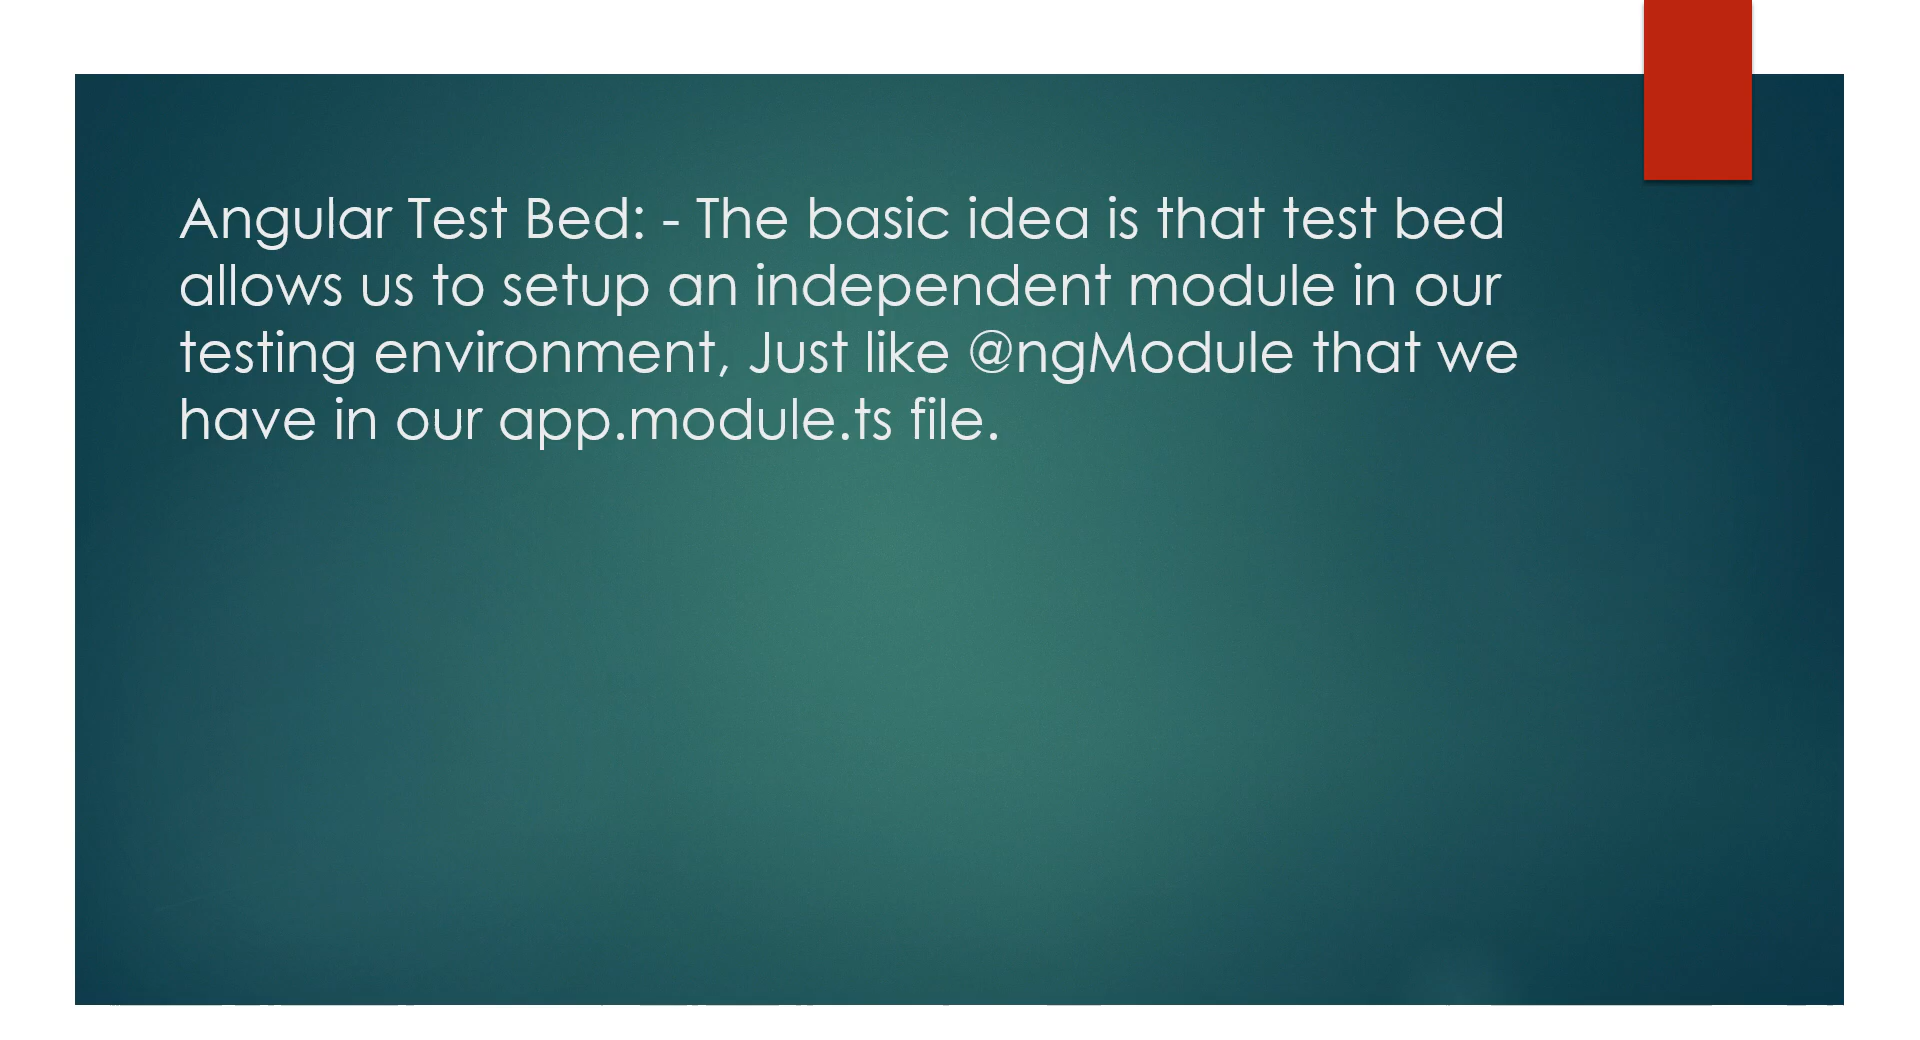 Angular Test Bed: - The basic idea is that test bed
allows us to setup an independent module in our
testing environment, Just like @ngModule that we
have in our app.module.ts file.